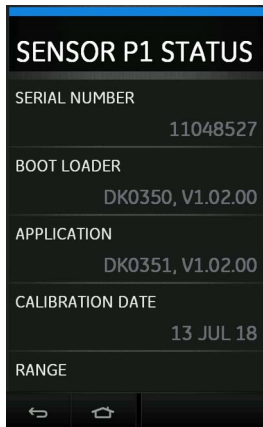 SENSOR P1 STATUS
SERIAL NUMBER
11048527
BOOT LOADER
DK0350, V1.02.00
APPLICATION
DK0351, V1.02.00
CALIBRATION DATE
13 JUL 18
RANGE